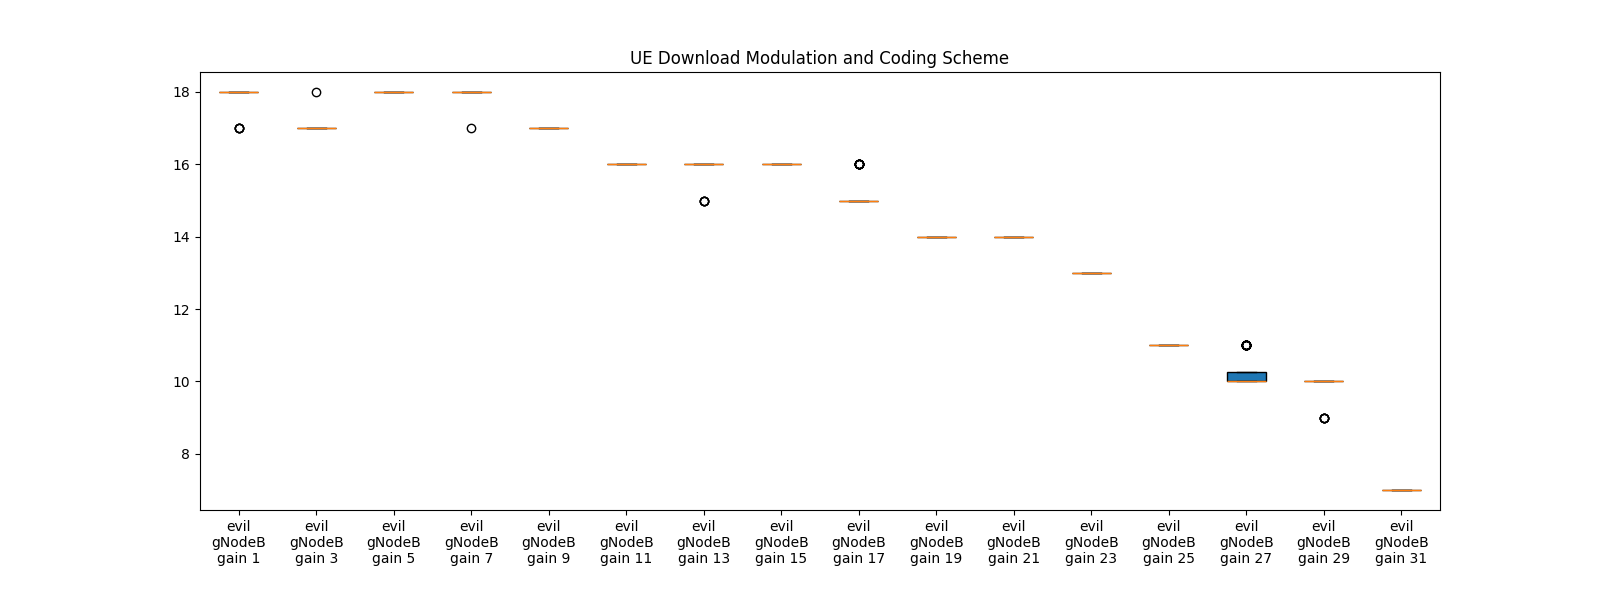 UE Download Modulation and Coding Scheme
18
16
14
12
10
8
evil gNodeB gain 1
evil gNodeB gain 3
evil gNodeB gain 5
evil gNodeB gain 7
evil gNodeB gain 9
evil gNodeB gain 11
evil gNodeB gain 13
evil gNodeB gain 15
evil gNodeB gain 17
evil gNodeB gain 19
evil gNodeB gain 21
evil gNodeB gain 23
evil gNodeB gain 25
evil gNodeB gain 27
evil gNodeB gain 29
evil gNodeB gain 31